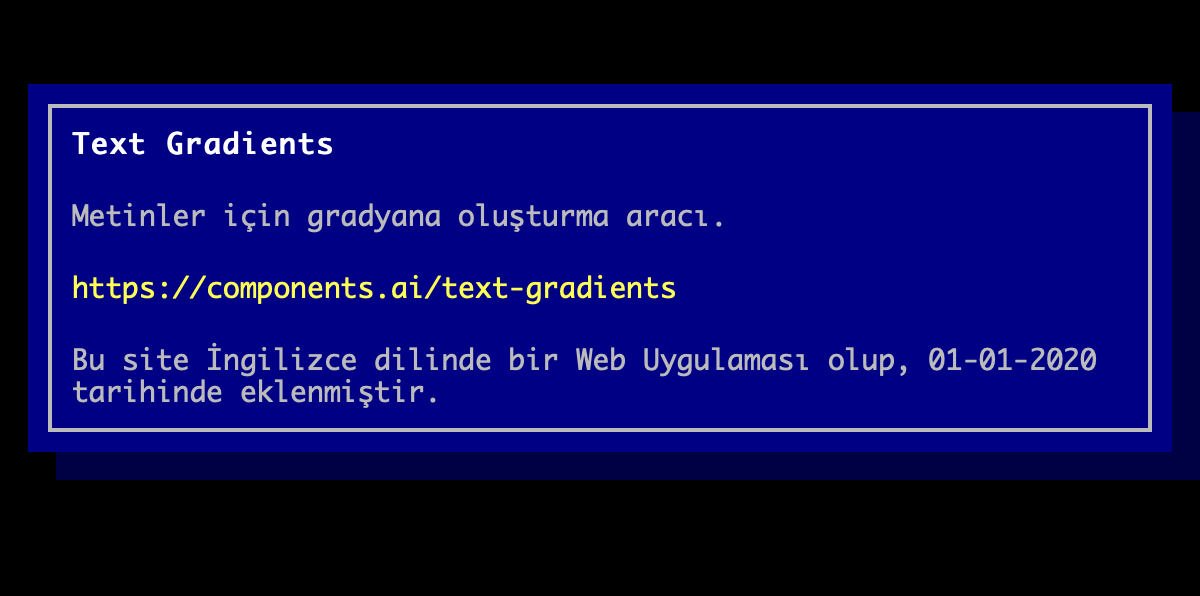 Text Gradients
Metinler için gradyana oluşturma aracı.
https://components.ai/text-gradients
Bu site İngilizce dilinde bir Web Uygulaması olup, 01-01-2020
tarihinde eklenmiştir.